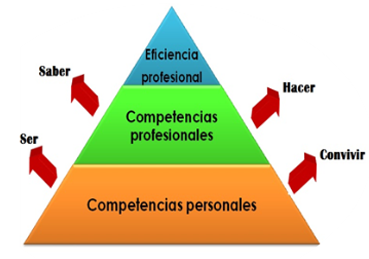 Eficiencia
profesional
Saber
Hacer
Competencias
profesionales
Ser
Convivir
Competencias personales